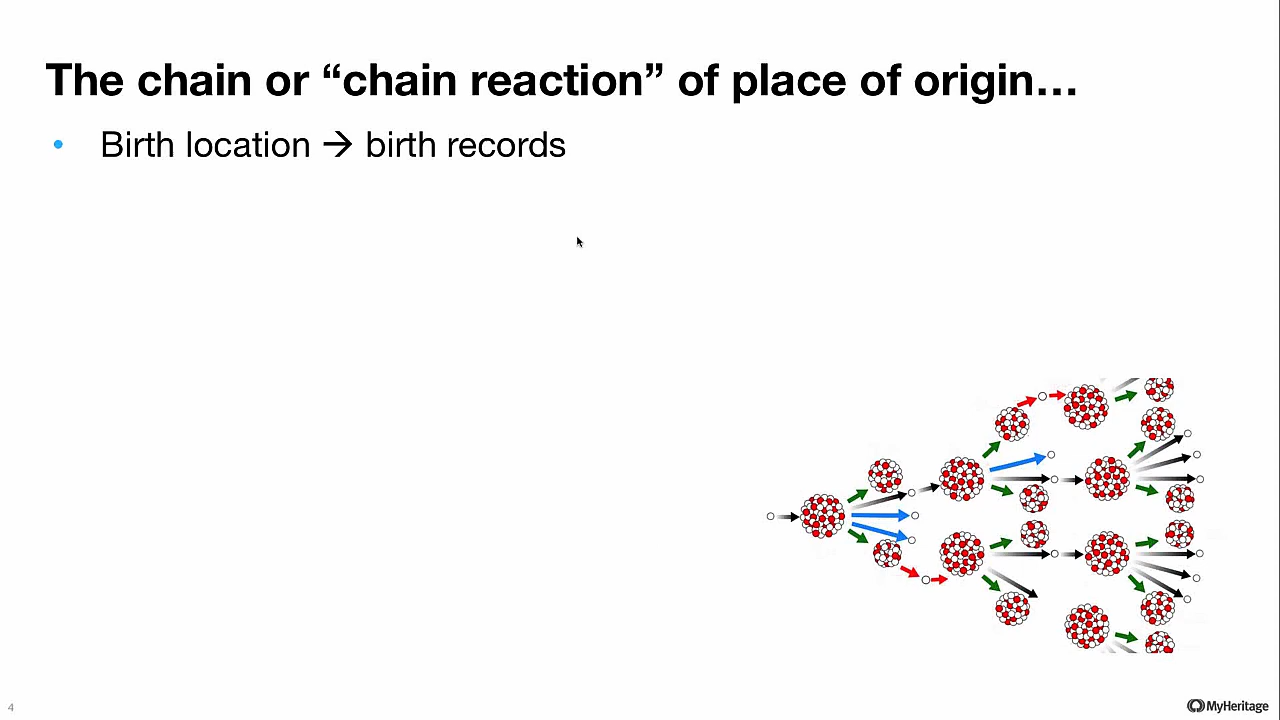 The chain or “chain reaction” of place of origin…
• Birth location → birth records
4
MyHeritage